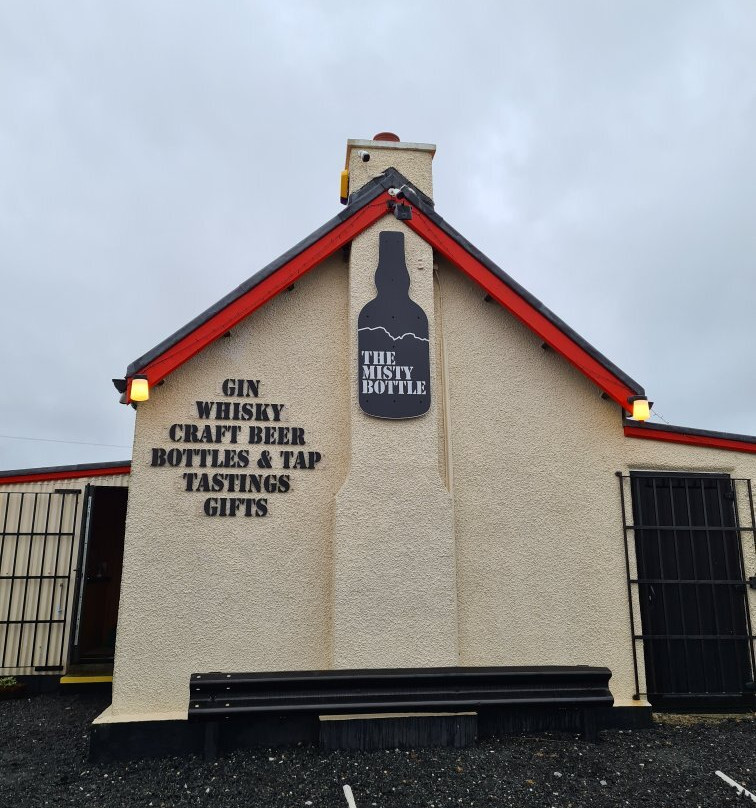 THE
MISTY
BOTTLE
GIN
WHISKY
CRAFT BEER
BOTTLES & TAP
TASTINGS
GIFTS